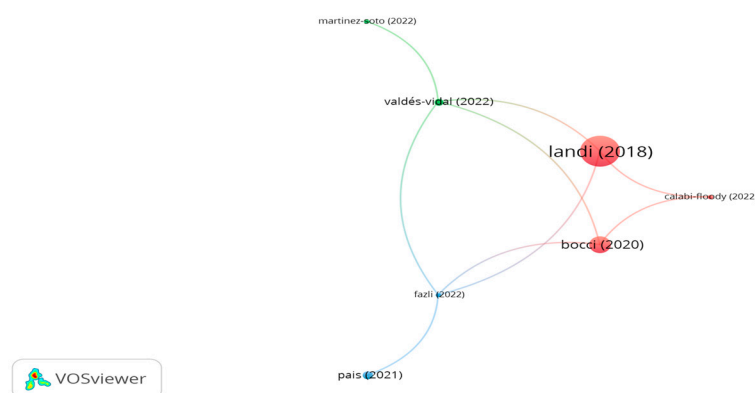 martinez-soto (2022)
valdés-vidal (2022)
landi (2018)
calabi-floody (2022
bocci (2020)
fazli (2022)
pais (2021)
VOSviewer